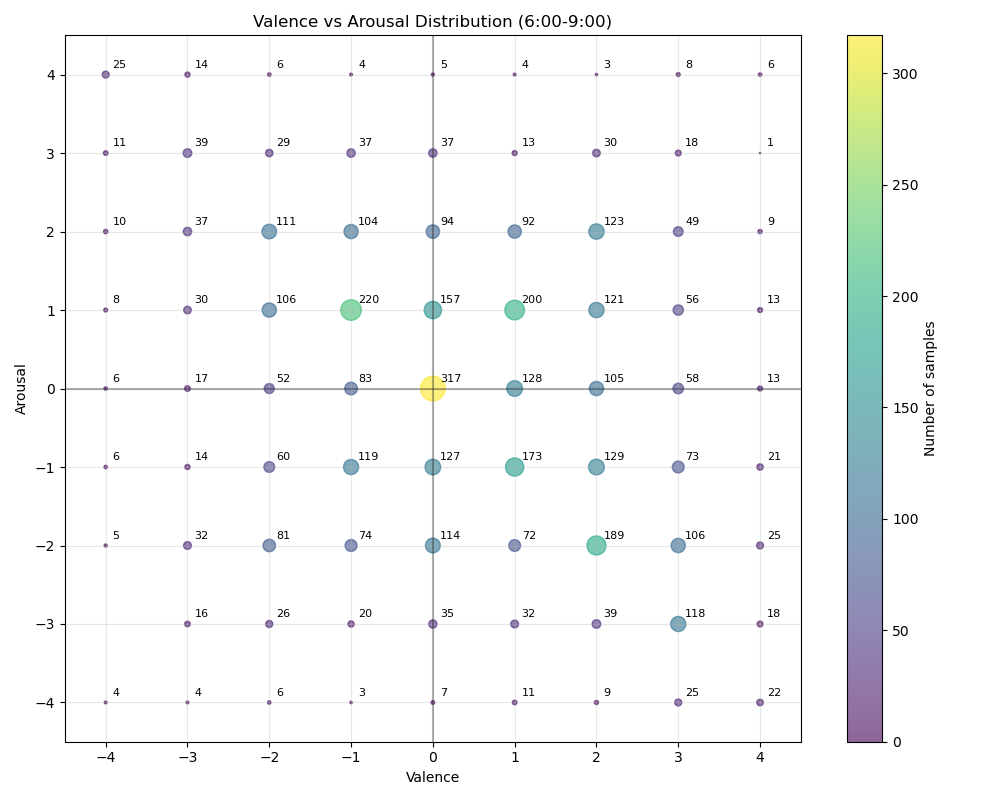 Valence vs Arousal Distribution (6:00-9:00)
4 25 14 6 4 5 4 3 8 6
3 11 39 29 37 37 13 30 18 1
2 10 37 111 104 94 92 123 49 9
1 8 30 106 220 157 200 121 56 13
0 6 17 52 83 317 128 105 58 13
−1 6 14 60 119 127 173 129 73 21
−2 5 32 81 74 114 72 189 106 25
−3 16 26 20 35 32 39 118 18
−4 4 4 6 3 7 11 9 25 22
−4 −3 −2 −1 0 1 2 3 4
Valence
Arousal
300
250
200
150
100
50
0
Number of samples